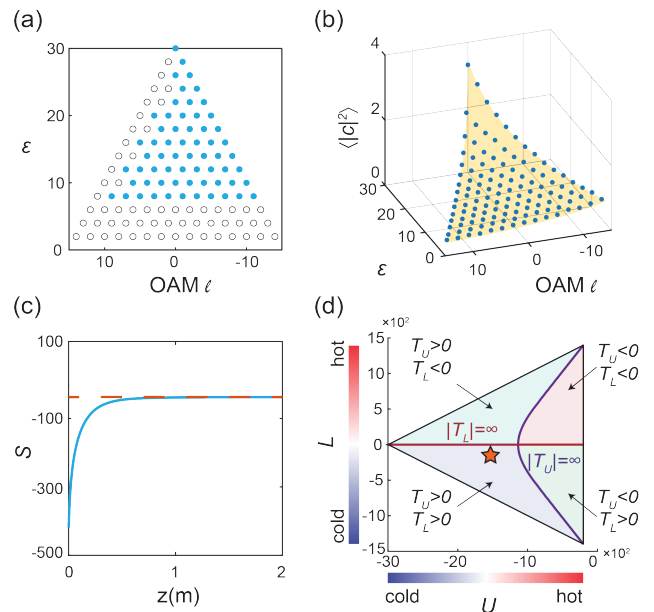 (a)
30
20
10
0
ε
10 0 -10
OAM ℓ
(b)
4
2
0
⟨|c|²⟩
30
20
10
0
ε
10 0 -10
OAM ℓ
(c)
100
-100
-300
-500
S
0 1 2
z(m)
(d)
×10²
15
10
5
0
-5
-10
-15
hot
L
cold
T_U>0
T_L<0
T_U<0
T_L<0
|T_L|=∞
|T_U|=∞
T_U>0
T_L>0
T_U<0
T_L>0
-30 -20 -10 0 ×10²
cold U hot